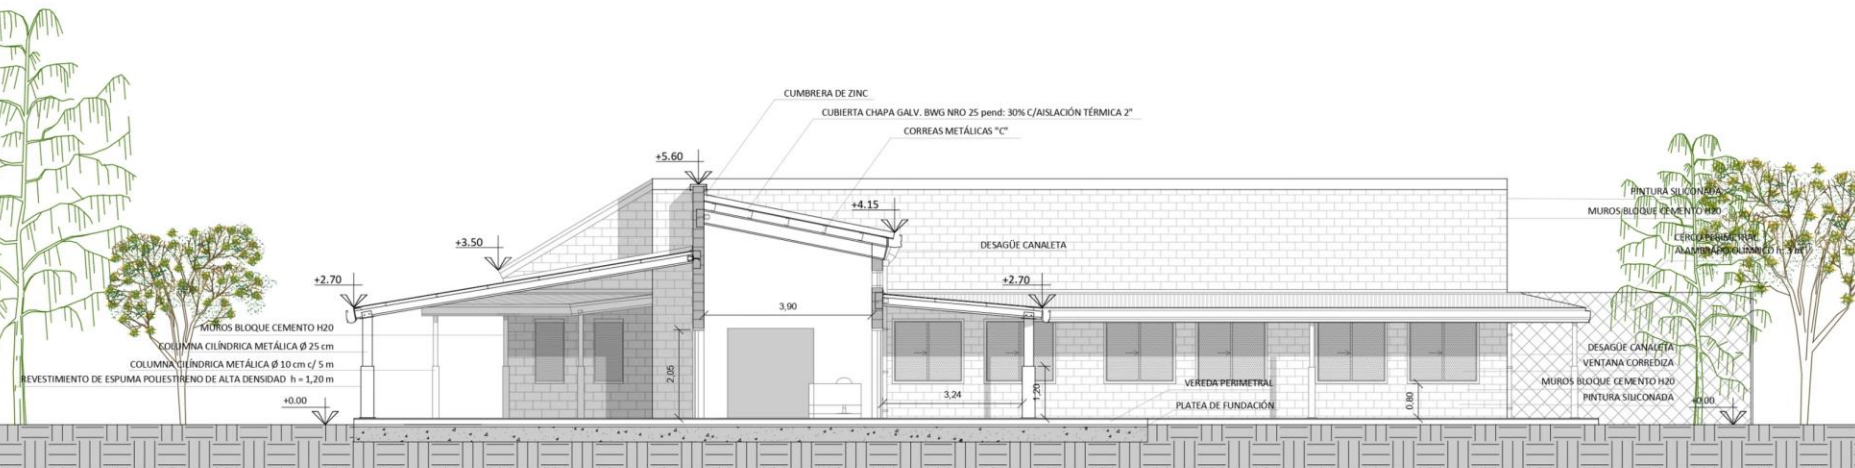 CUMBRERA DE ZINC
CUBIERTA CHAPA GALV. BWG NRO 25 pend: 30% C/AISLACIÓN TÉRMICA 2"
CORREAS METÁLICAS "C"
+5.60
+4.15
+3.50
+2.70
DESAGÜE CANALETA
+2.70
PINTURA SILICONADA
MUROS BLOQUE CEMENTO H20
CERCO PERIMETRAL
3,90
MUROS BLOQUE CEMENTO H20
COLUMNA CILÍNDRICA METÁLICA Ø 25 cm
COLUMNA CILÍNDRICA METÁLICA Ø 10 cm c/ 5 m
REVESTIMIENTO DE ESPUMA POLIESTIRENO DE ALTA DENSIDAD h = 1,20 m
+0.00
2,05
3,24
1,20
VEREDA PERIMETRAL
PLATEA DE FUNDACIÓN
0.80
DESAGÜE CANALETA
VENTANA CORREDIZA
MUROS BLOQUE CEMENTO H20
PINTURA SILICONADA
+0.00